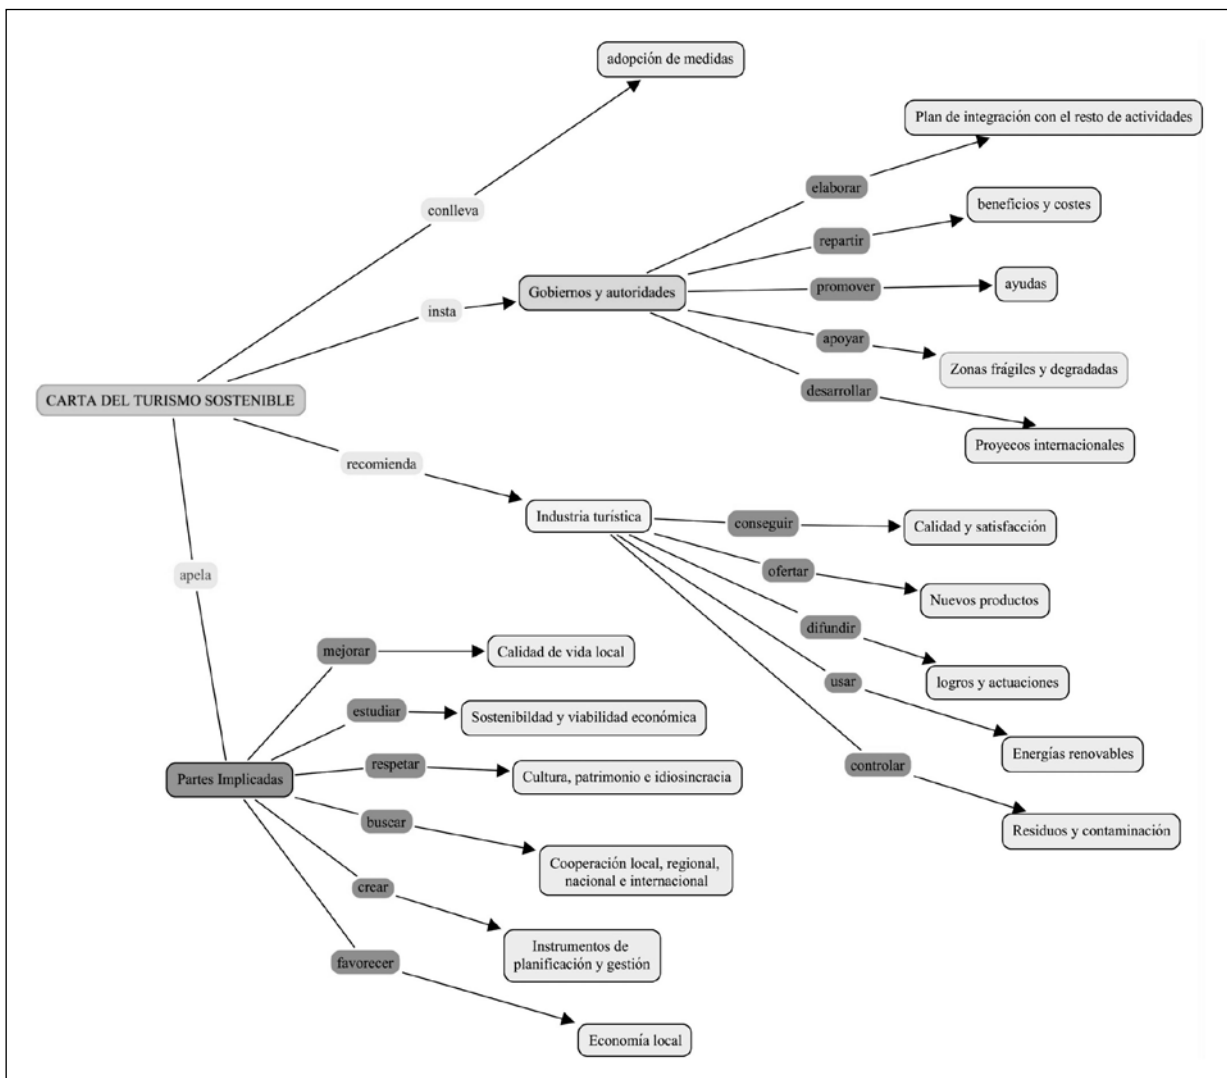 adopción de medidas
Plan de integración con el resto de actividades
elaborar
conlleva
beneficios y costes
repartir
Gobiernos y autoridades
promover
ayudas
insta
apoyar
Zonas frágiles y degradadas
desarrollar
CARTA DEL TURISMO SOSTENIBLE
Proyecos internacionales
recomienda
Industria turística
conseguir
Calidad y satisfacción
apela
ofertar
Nuevos productos
difundir
logros y actuaciones
mejorar
Calidad de vida local
usar
estudiar
Sostenibildad y viabilidad económica
Energías renovables
Partes Implicadas
respetar
Cultura, patrimonio e idiosincracia
controlar
buscar
Residuos y contaminación
Cooperación local, regional,
nacional e internacional
crear
Instrumentos de
planificación y gestión
favorecer
Economía local